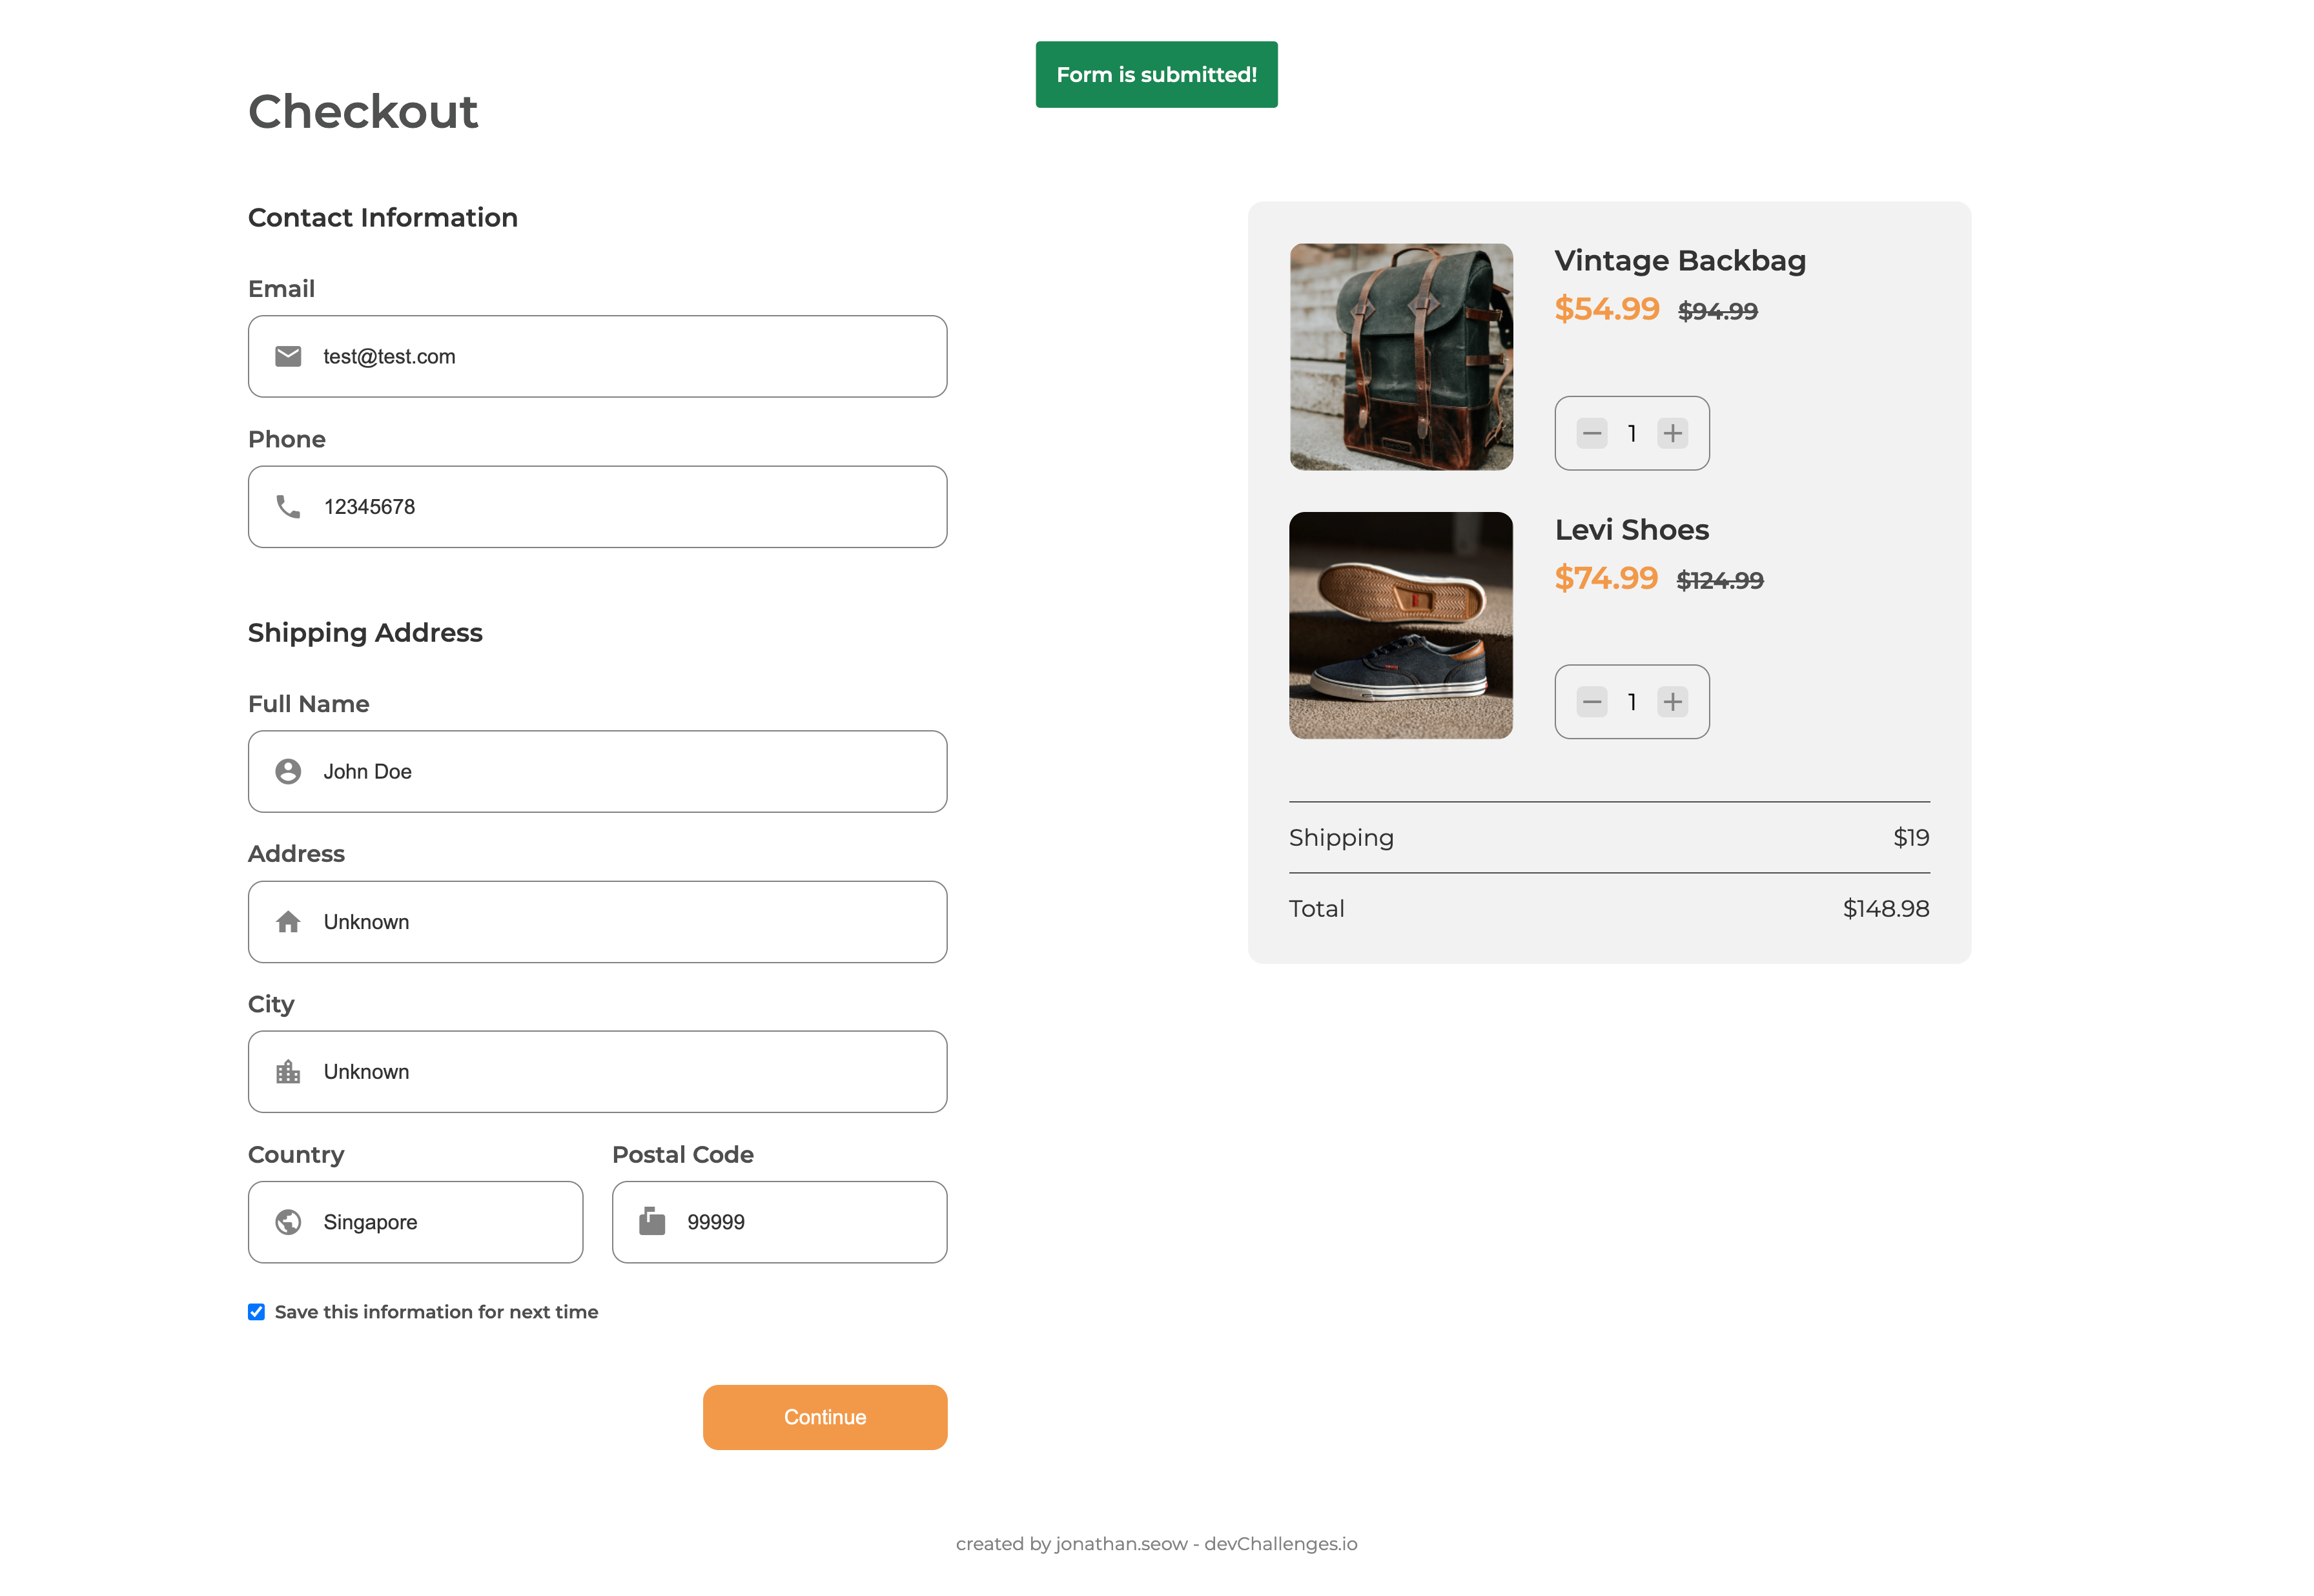 Form is submitted!
Checkout
Contact Information
Email
test@test.com
Phone
12345678
Shipping Address
Full Name
John Doe
Address
Unknown
City
Unknown
Country
Postal Code
Singapore
99999
Save this information for next time
Continue
Vintage Backbag
$54.99 $94.99
1
Levi Shoes
$74.99 $124.99
1
Shipping $19
Total $148.98
created by jonathan.seow - devChallenges.io